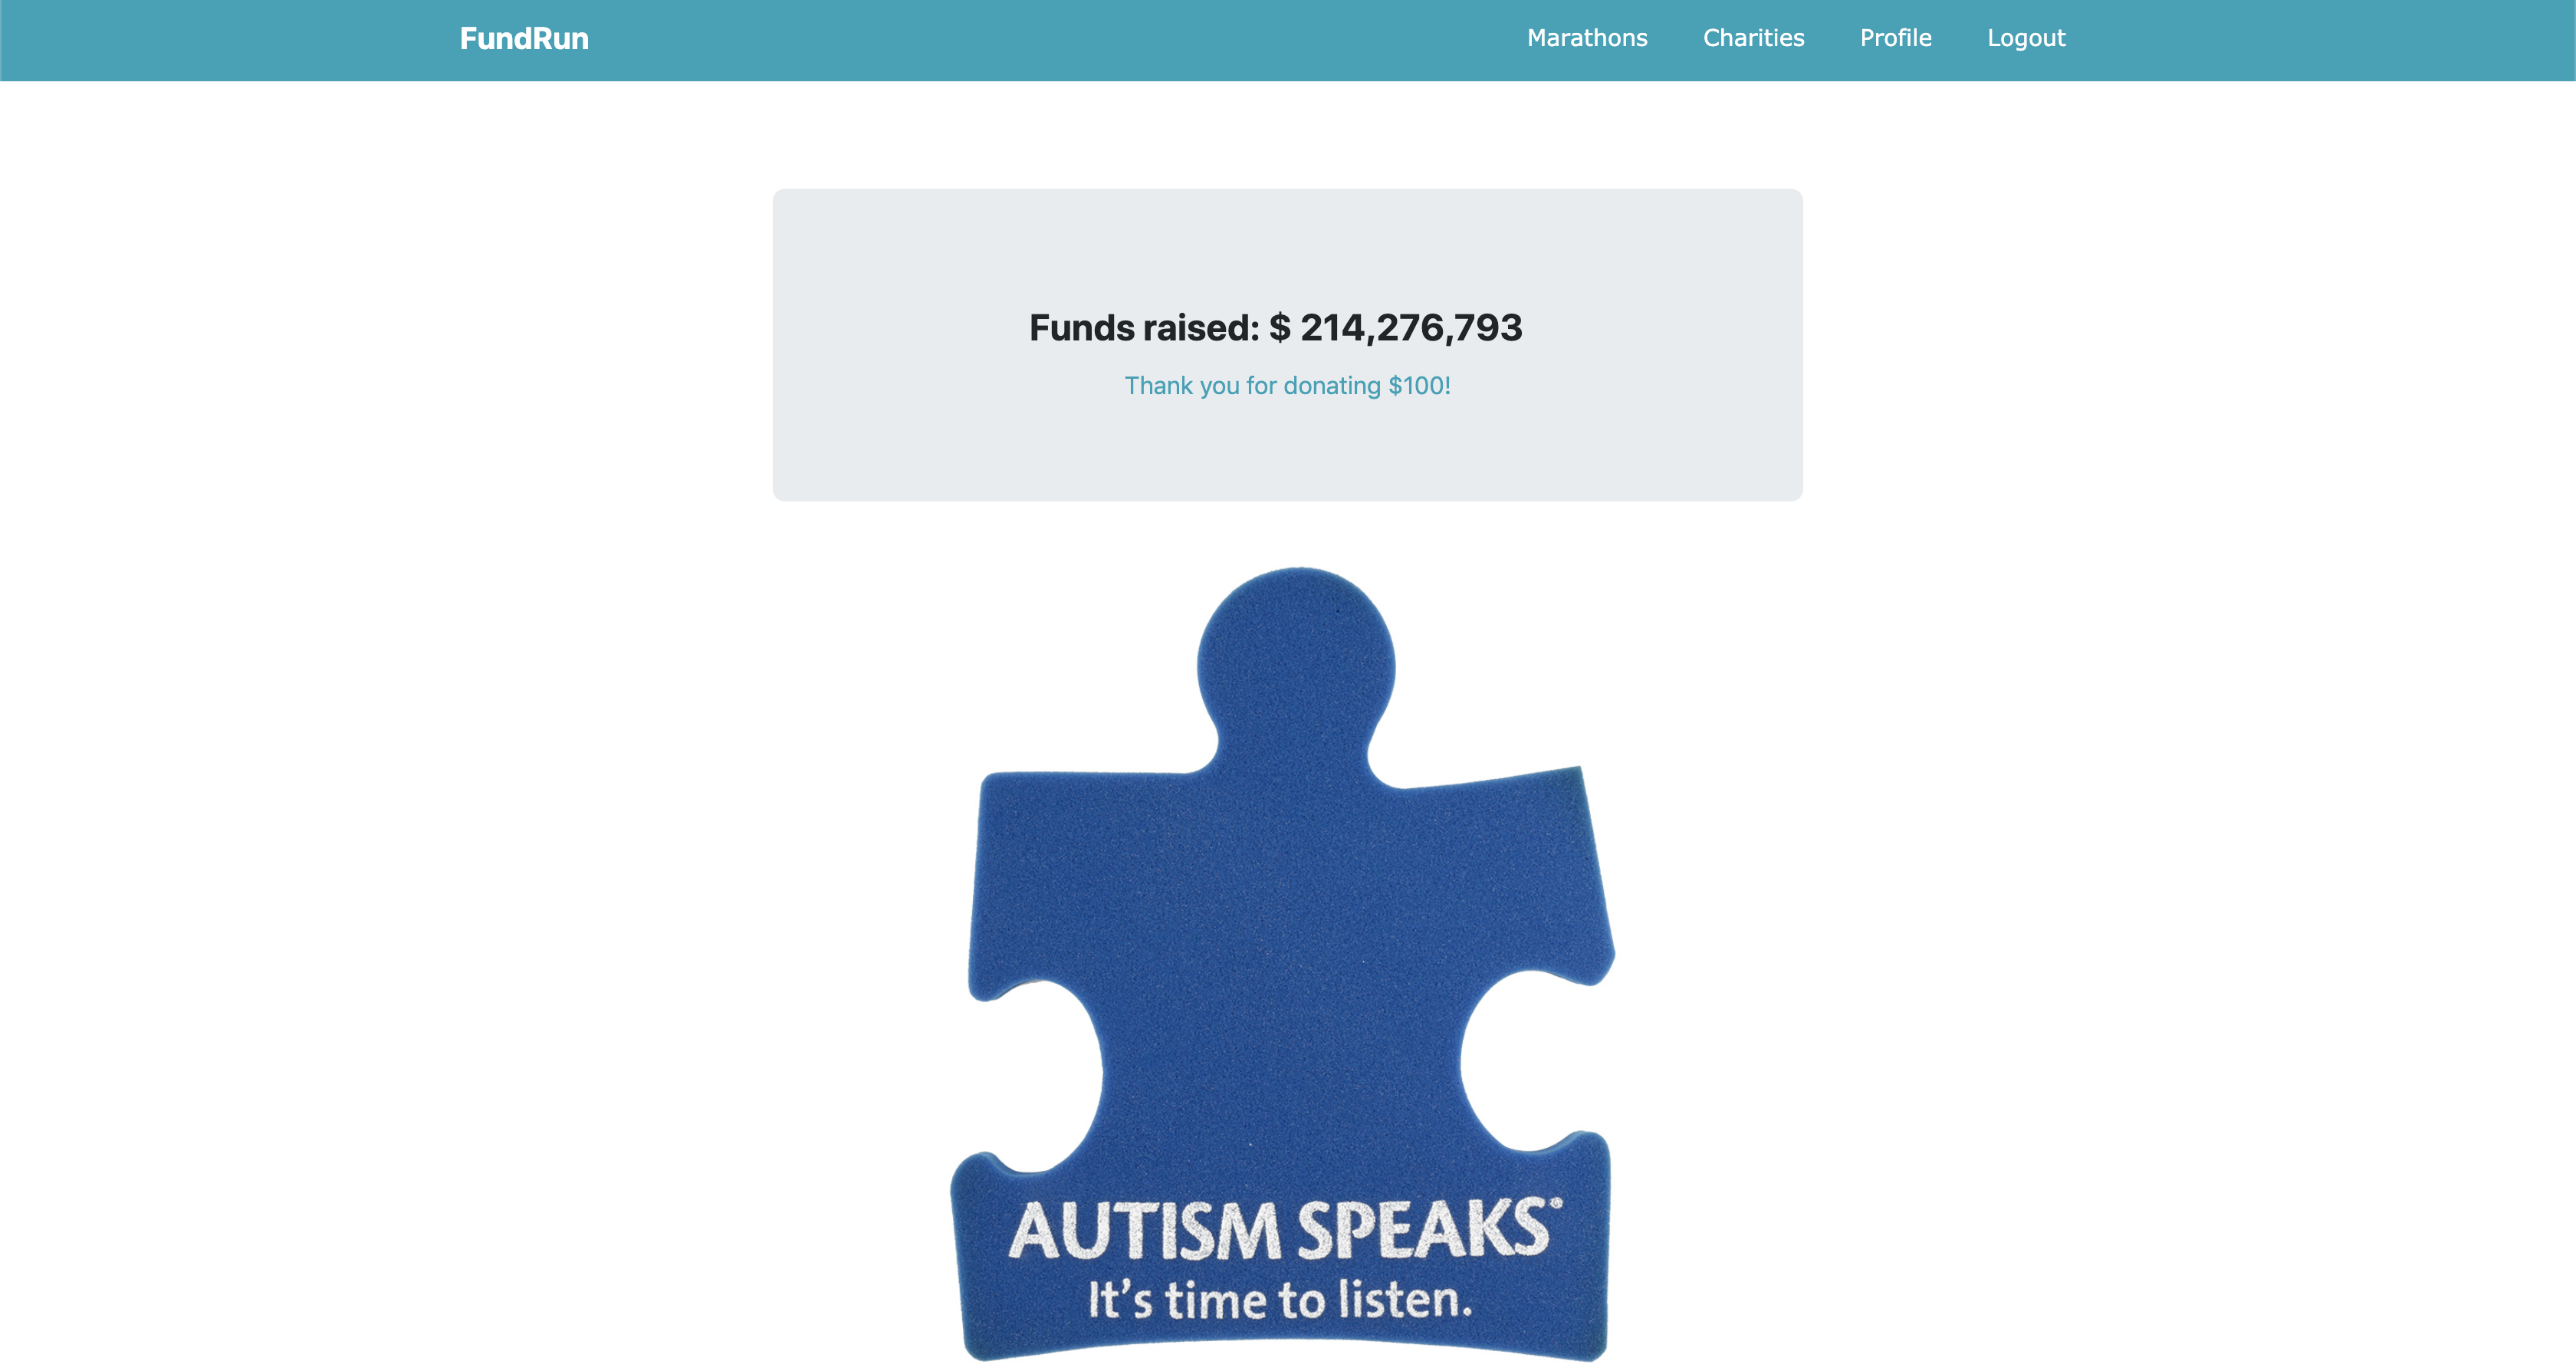 FundRun Marathons Charities Profile Logout
Funds raised: $ 214,276,793
Thank you for donating $100!
AUTISM SPEAKS®
It's time to listen.